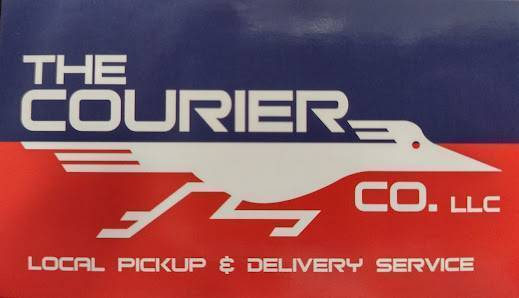 THE
COURIER
CO. LLC
LOCAL PICKUP & DELIVERY SERVICE